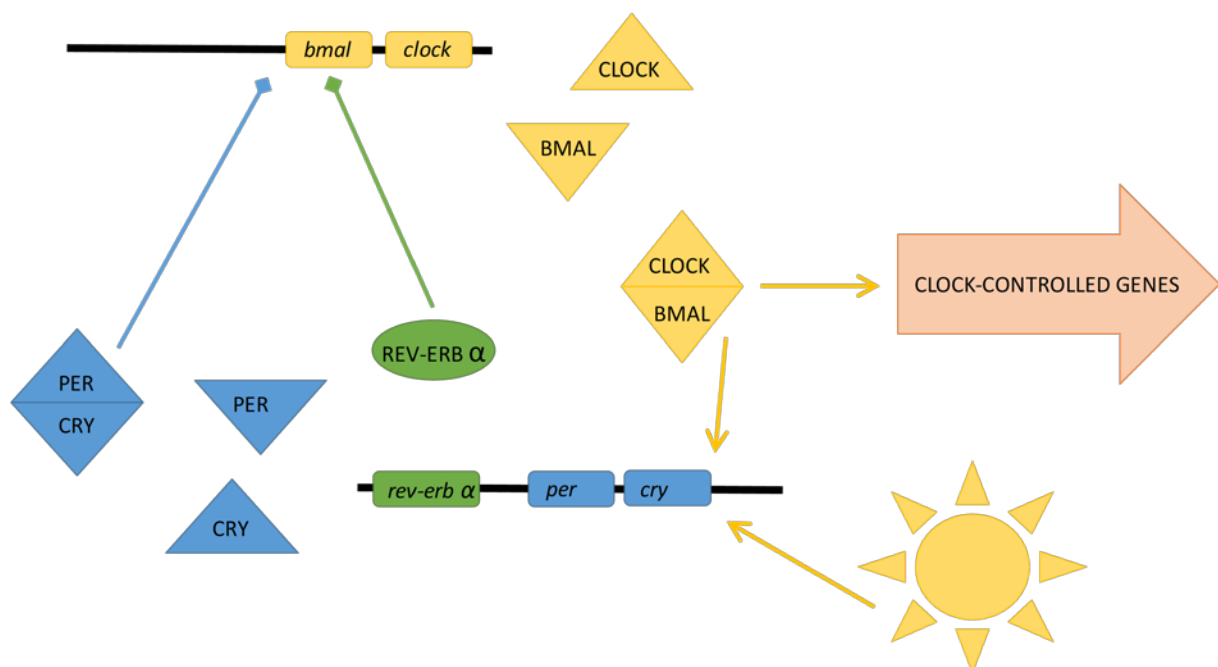 bmal
clock
CLOCK
BMAL
CLOCK
BMAL
CLOCK-CONTROLLED GENES
REV-ERB α
PER
CRY
PER
CRY
rev-erb α
per
cry